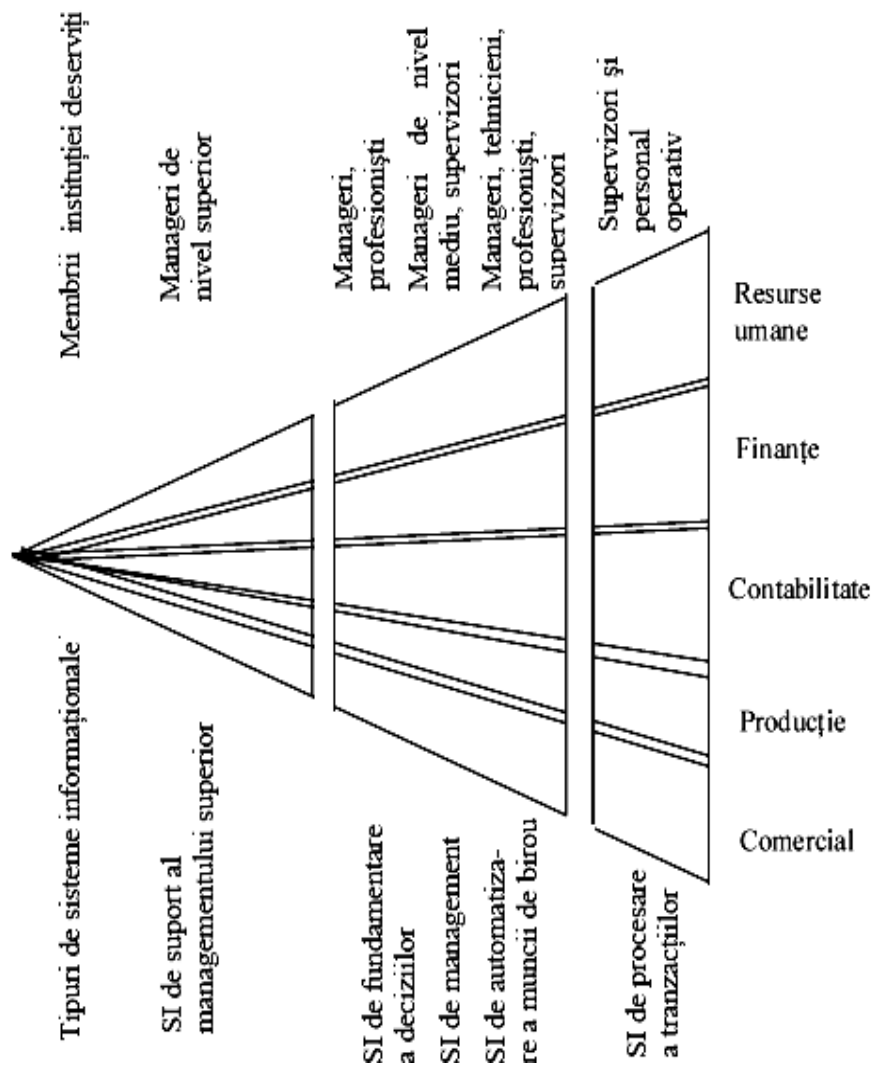 Tipuri de sisteme informaționale
Membrii instituției deserviți
SI de suport al
managementului superior
Manageri de
nivel superior
SI de fundamentare
a deciziilor
SI de management
SI de automatiza-
re a muncii de birou
Manageri,
profesioniști
Manageri de nivel
mediu, supervizori
Manageri, tehnicieni,
profesioniști,
supervizori
SI de procesare
a tranzacțiilor
Supervizori și
personal
operativ
Comercial
Producție
Contabilitate
Finanțe
Resurse
umane